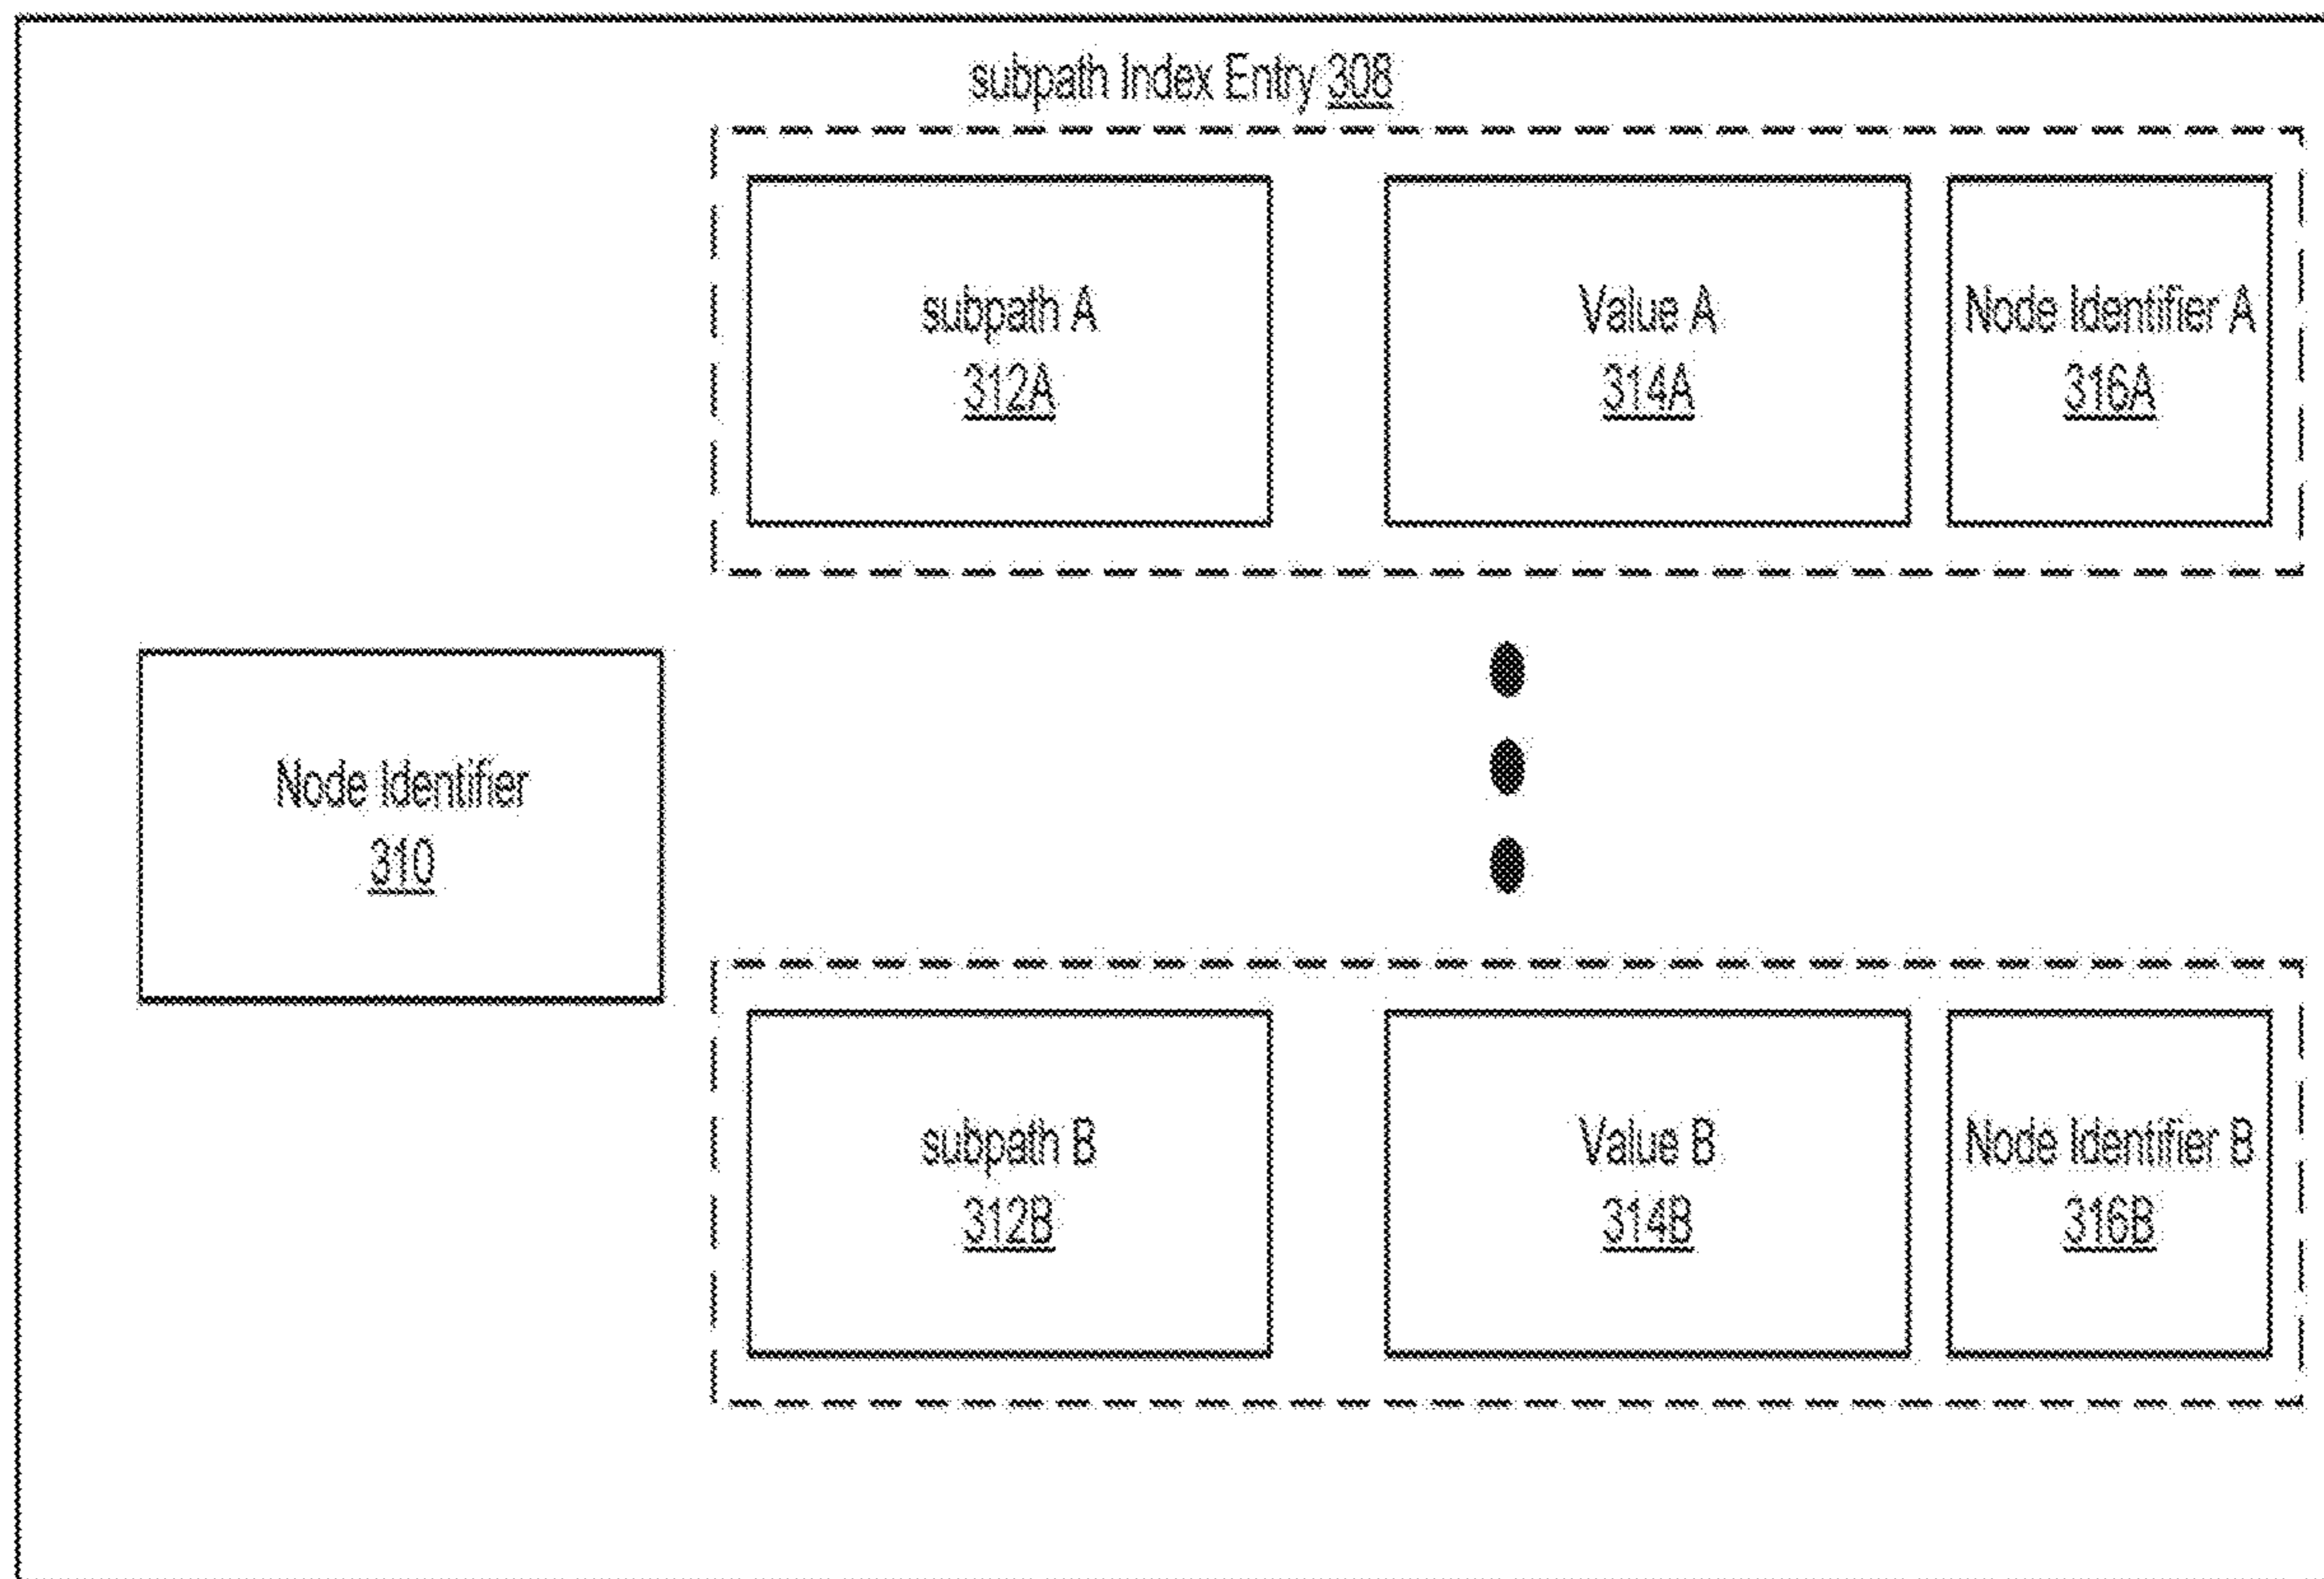 subpath Index Entry 308
subpath A
312A
Value A
314A
Node Identifier A
316A
Node Identifier
310
subpath B
312B
Value B
314B
Node Identifier B
316B